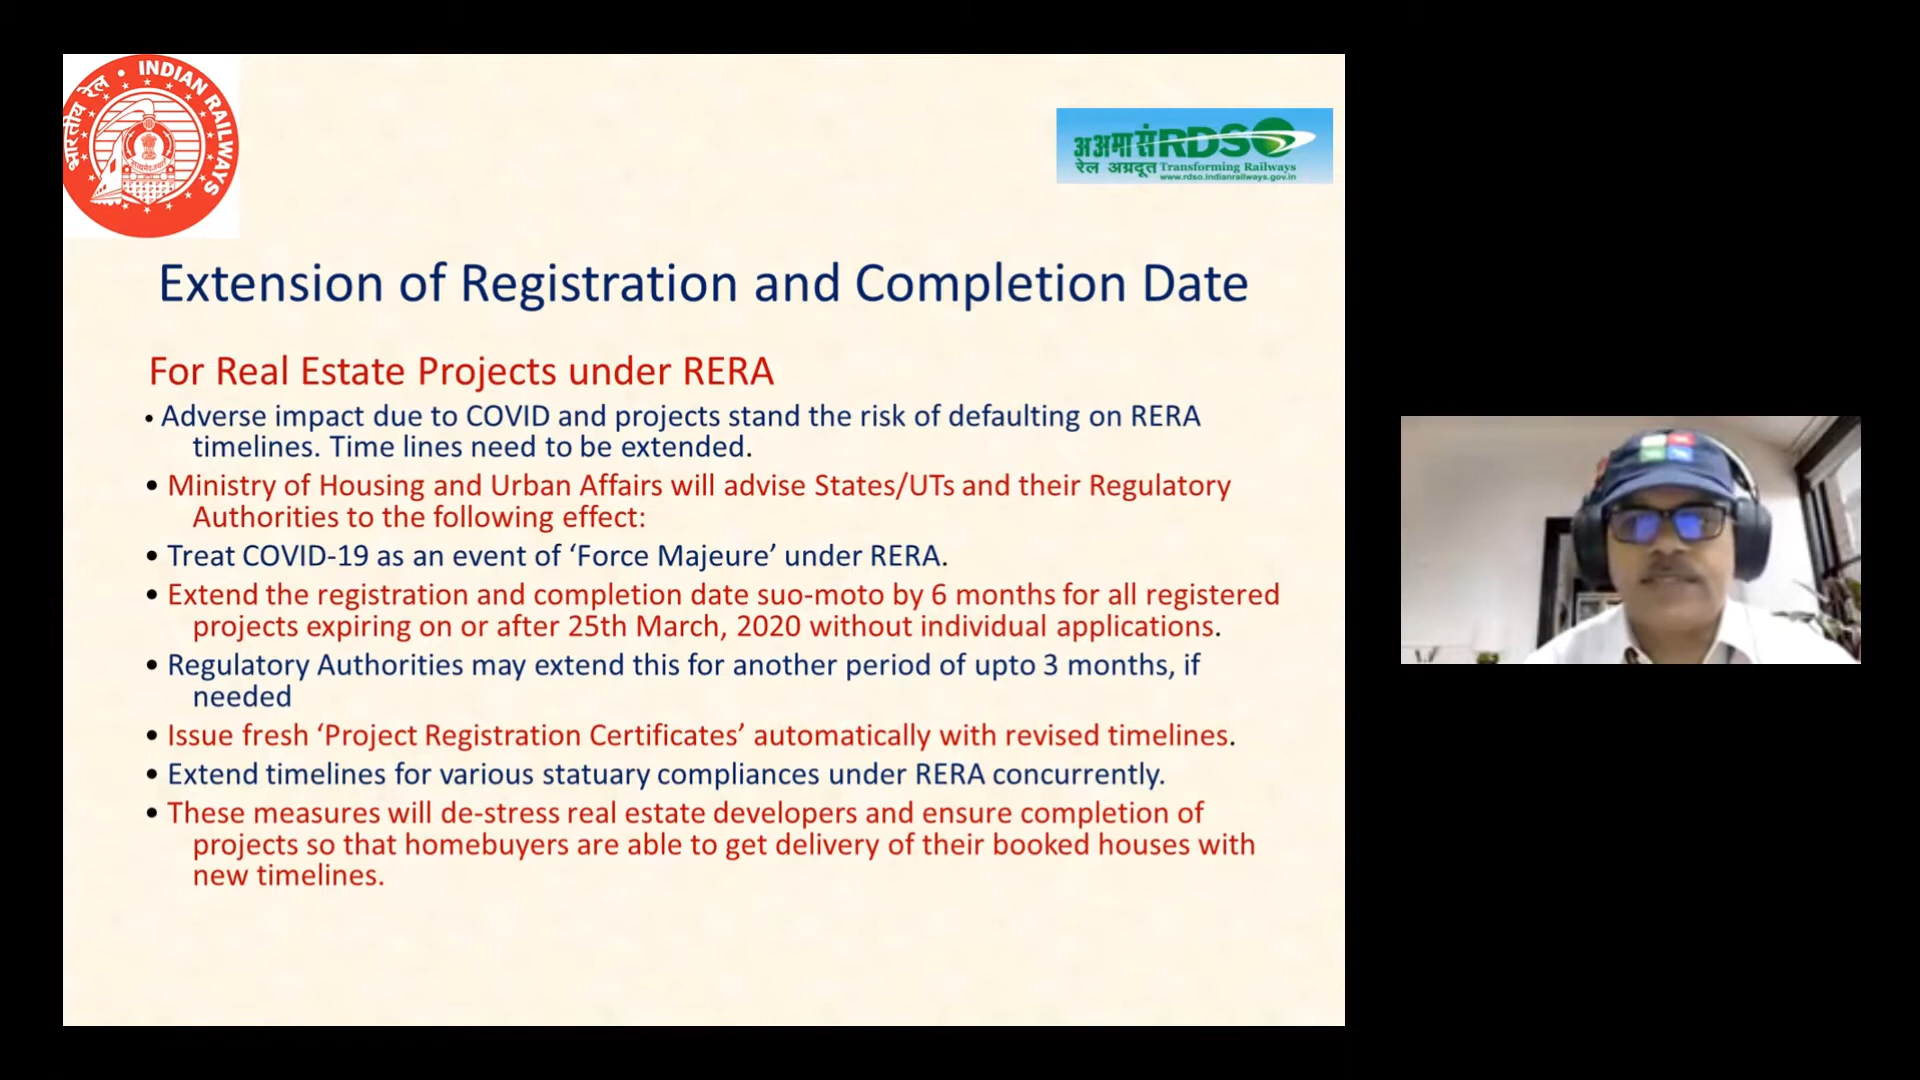 भारतीय रेल • INDIAN RAILWAYS
अअमासं RDSO
रेल अग्रदूत Transforming Railways
www.rdso.indianrailways.gov.in
Extension of Registration and Completion Date
For Real Estate Projects under RERA
• Adverse impact due to COVID and projects stand the risk of defaulting on RERA
timelines. Time lines need to be extended.
• Ministry of Housing and Urban Affairs will advise States/UTs and their Regulatory
Authorities to the following effect:
• Treat COVID-19 as an event of ‘Force Majeure’ under RERA.
• Extend the registration and completion date suo-moto by 6 months for all registered
projects expiring on or after 25th March, 2020 without individual applications.
• Regulatory Authorities may extend this for another period of upto 3 months, if
needed
• Issue fresh ‘Project Registration Certificates’ automatically with revised timelines.
• Extend timelines for various statuary compliances under RERA concurrently.
• These measures will de-stress real estate developers and ensure completion of
projects so that homebuyers are able to get delivery of their booked houses with
new timelines.